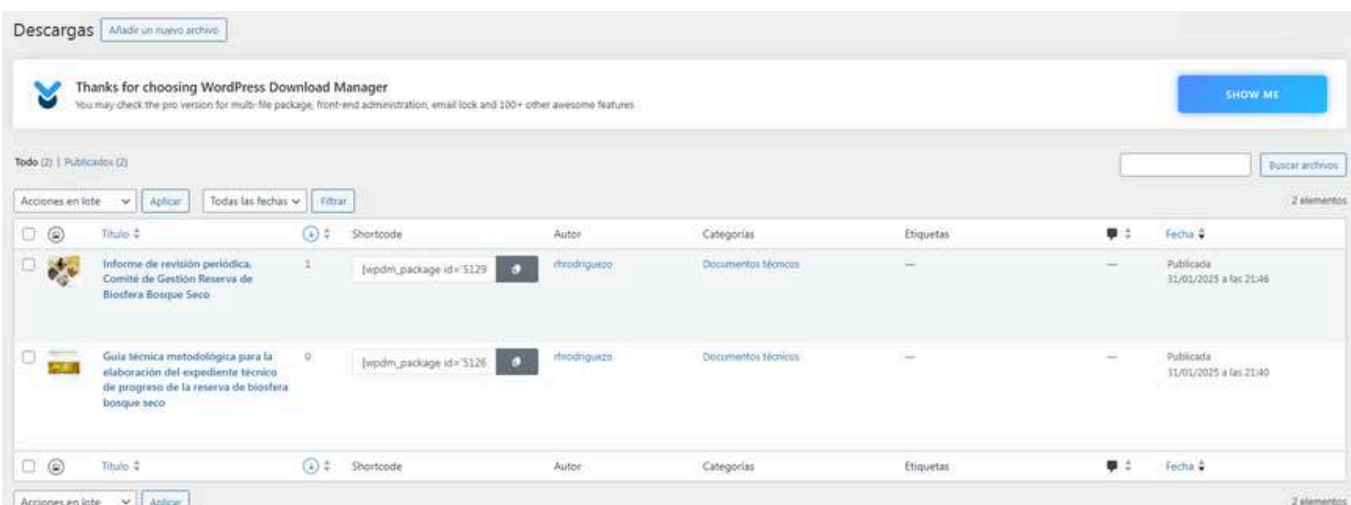 Descargas Añadir un nuevo archivo
Thanks for choosing WordPress Download Manager
You may check the pro version for multi-file package, front-end administration, email lock and 100+ other awesome features
SHOW ME
Todo (2) | Publicados (2)
Buscar archivos
Acciones en lote Aplicar Todas las fechas Filtrar
2 elementos
Título Shortcode Autor Categorías Etiquetas Fecha
Informe de revisión periódica.
Comité de Gestión Reserva de
Biosfera Bosque Seco
1
[wpdm_package id='5129
rhrodriguezo
Documentos técnicos
—
—
Publicada
31/01/2025 a las 21:46
Guía técnica metodológica para la
elaboración del expediente técnico
de progreso de la reserva de biosfera
bosque seco
0
[wpdm_package id='5126
rhrodriguezo
Documentos técnicos
—
—
Publicada
31/01/2025 a las 21:40
Título Shortcode Autor Categorías Etiquetas Fecha
Acciones en lote Aplicar
2 elementos